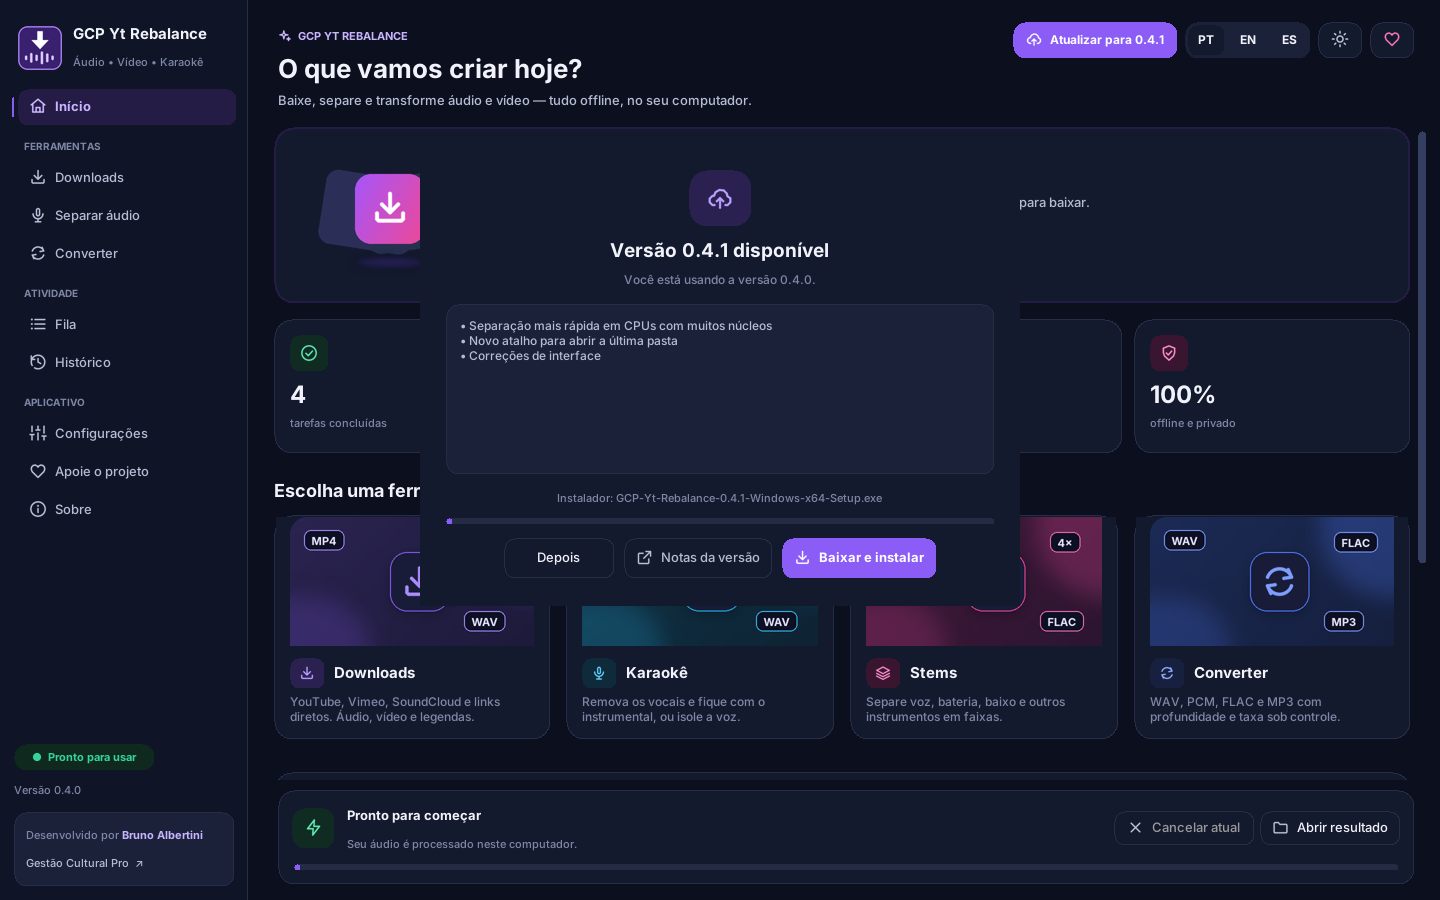 GCP Yt Rebalance
Áudio • Vídeo • Karaokê
Início
FERRAMENTAS
Downloads
Separar áudio
Converter
ATIVIDADE
Fila
Histórico
APLICATIVO
Configurações
Apoie o projeto
Sobre
Pronto para usar
Versão 0.4.0
Desenvolvido por Bruno Albertini
Gestão Cultural Pro ↗
GCP YT REBALANCE
O que vamos criar hoje?
Baixe, separe e transforme áudio e vídeo — tudo offline, no seu computador.
Atualizar para 0.4.1
PT EN ES
para baixar.
Versão 0.4.1 disponível
Você está usando a versão 0.4.0.
• Separação mais rápida em CPUs com muitos núcleos
• Novo atalho para abrir a última pasta
• Correções de interface
Instalador: GCP-Yt-Rebalance-0.4.1-Windows-x64-Setup.exe
Depois
Notas da versão
Baixar e instalar
4
tarefas concluídas
100%
offline e privado
Escolha uma ferr
MP4
WAV
Downloads
YouTube, Vimeo, SoundCloud e links
diretos. Áudio, vídeo e legendas.
WAV
Karaokê
Remova os vocais e fique com o
instrumental, ou isole a voz.
4×
FLAC
Stems
Separe voz, bateria, baixo e outros
instrumentos em faixas.
WAV
FLAC
MP3
Converter
WAV, PCM, FLAC e MP3 com
profundidade e taxa sob controle.
Pronto para começar
Seu áudio é processado neste computador.
Cancelar atual
Abrir resultado